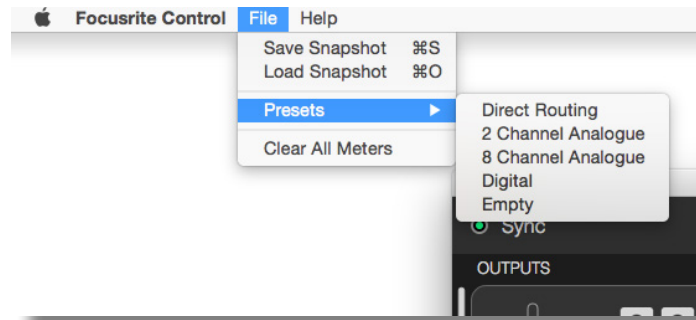 Focusrite Control File Help
Save Snapshot ⌘S
Load Snapshot ⌘O
Presets ▶
Clear All Meters
Direct Routing
2 Channel Analogue
8 Channel Analogue
Digital
Empty
Sync
OUTPUTS